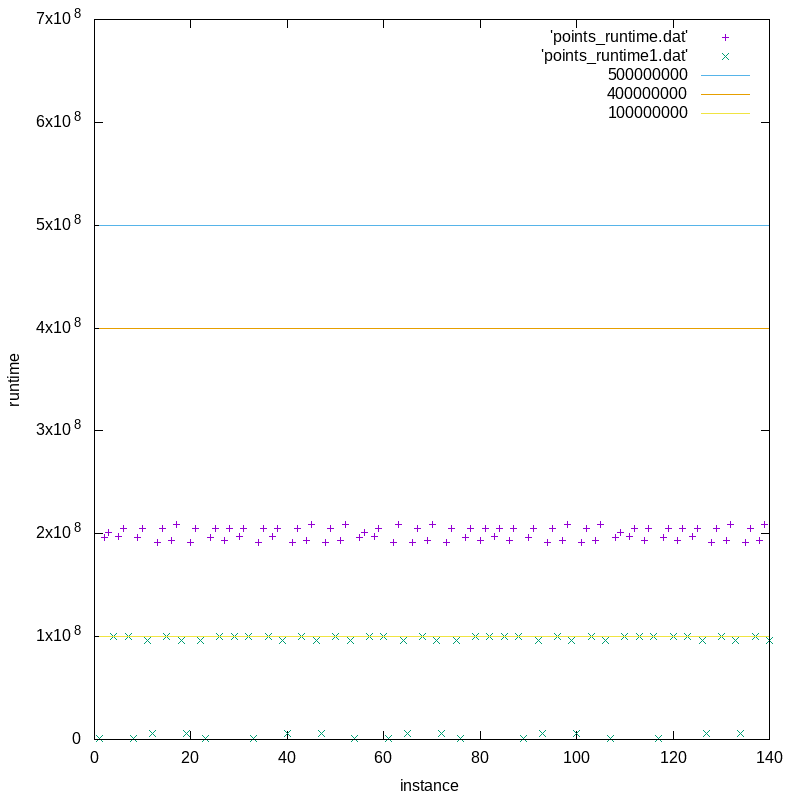 7x10^8
6x10^8
5x10^8
4x10^8
3x10^8
2x10^8
1x10^8
0
0 20 40 60 80 100 120 140
runtime
instance
'points_runtime.dat'
'points_runtime1.dat'
500000000
400000000
100000000